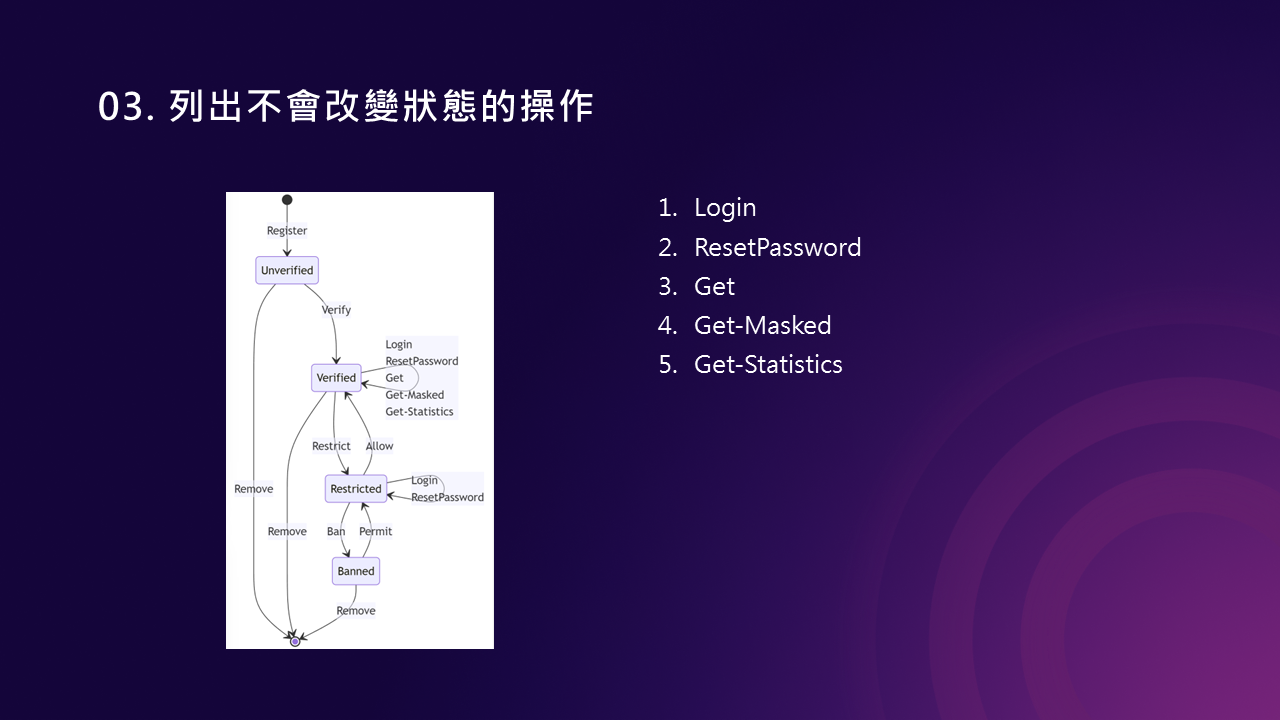 03. 列出不會改變狀態的操作
Register
Unverified
Verify
Login
ResetPassword
Verified
Get
Get-Masked
Get-Statistics
Restrict
Allow
Remove
Restricted
Login
ResetPassword
Remove
Ban
Permit
Banned
Remove
1. Login
2. ResetPassword
3. Get
4. Get-Masked
5. Get-Statistics